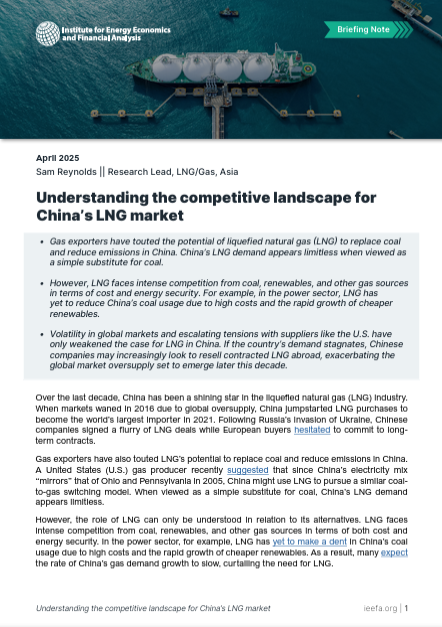 Institute for Energy Economics
and Financial Analysis
Briefing Note
April 2025
Sam Reynolds || Research Lead, LNG/Gas, Asia
Understanding the competitive landscape for
China's LNG market
• Gas exporters have touted the potential of liquefied natural gas (LNG) to replace coal
and reduce emissions in China. China's LNG demand appears limitless when viewed as
a simple substitute for coal.
• However, LNG faces intense competition from coal, renewables, and other gas sources
in terms of cost and energy security. For example, in the power sector, LNG has
yet to reduce China's coal usage due to high costs and the rapid growth of cheaper
renewables.
• Volatility in global markets and escalating tensions with suppliers like the U.S. have
only weakened the case for LNG in China. If the country's demand stagnates, Chinese
companies may increasingly look to resell contracted LNG abroad, exacerbating the
global market oversupply set to emerge later this decade.
Over the last decade, China has been a shining star in the liquefied natural gas (LNG) industry.
When markets waned in 2016 due to global oversupply, China jumpstarted LNG purchases to
become the world's largest importer in 2021. Following Russia's invasion of Ukraine, Chinese
companies signed a flurry of LNG deals while European buyers hesitated to commit to long-
term contracts.
Gas exporters have also touted LNG's potential to replace coal and reduce emissions in China.
A United States (U.S.) gas producer recently suggested that since China's electricity mix
“mirrors” that of Ohio and Pennsylvania in 2005, China might use LNG to pursue a similar coal-
to-gas switching model. When viewed as a simple substitute for coal, China's LNG demand
appears limitless.
However, the role of LNG can only be understood in relation to its alternatives. LNG faces
intense competition from coal, renewables, and other gas sources in terms of both cost and
energy security. In the power sector, for example, LNG has yet to make a dent in China's coal
usage due to high costs and the rapid growth of cheaper renewables. As a result, many expect
the rate of China's gas demand growth to slow, curtailing the need for LNG.
Understanding the competitive landscape for China's LNG market
ieefa.org | 1